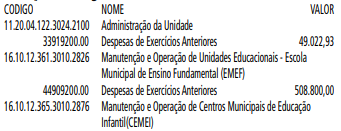 CODIGO NOME VALOR
11.20.04.122.3024.2100 Administração da Unidade
33919200.00 Despesas de Exercícios Anteriores 49.022,93
16.10.12.361.3010.2826 Manutenção e Operação de Unidades Educacionais - Escola
Municipal de Ensino Fundamental (EMEF)
44909200.00 Despesas de Exercícios Anteriores 508.800,00
16.10.12.365.3010.2876 Manutenção e Operação de Centros Municipais de Educação
Infantil(CEMEI)